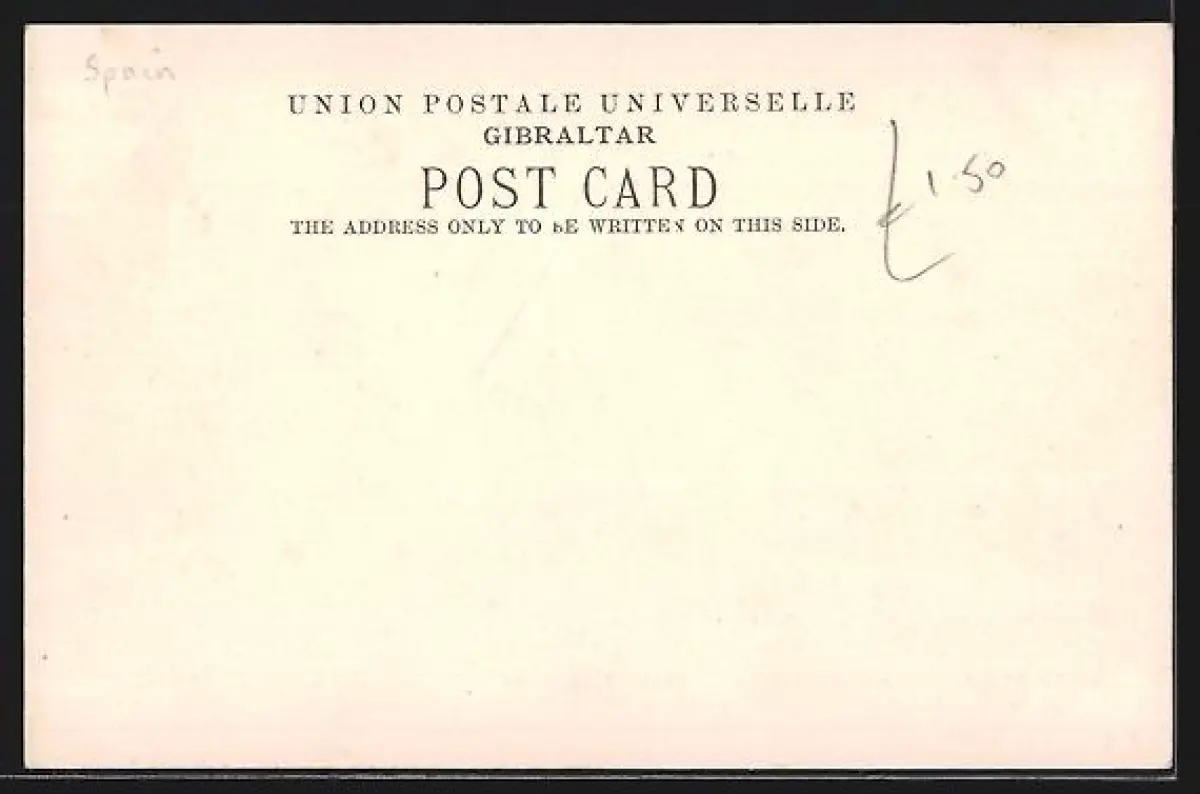 Spain
UNION POSTALE UNIVERSELLE
GIBRALTAR
POST CARD
THE ADDRESS ONLY TO bE WRITTEN ON THIS SIDE.
£1.50